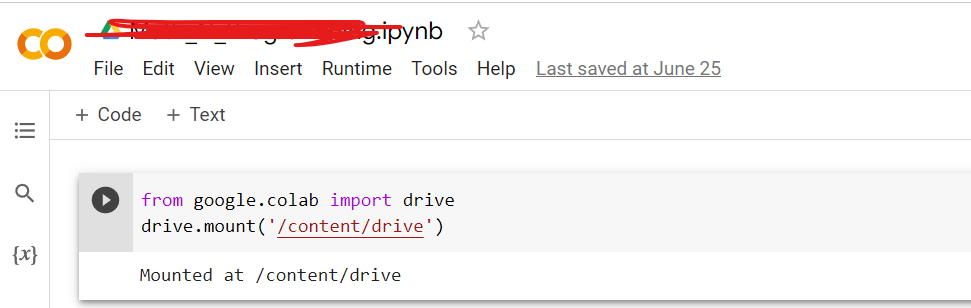 .ipynb
File Edit View Insert Runtime Tools Help Last saved at June 25
+ Code + Text
from google.colab import drive
drive.mount('/content/drive')
{x}
Mounted at /content/drive